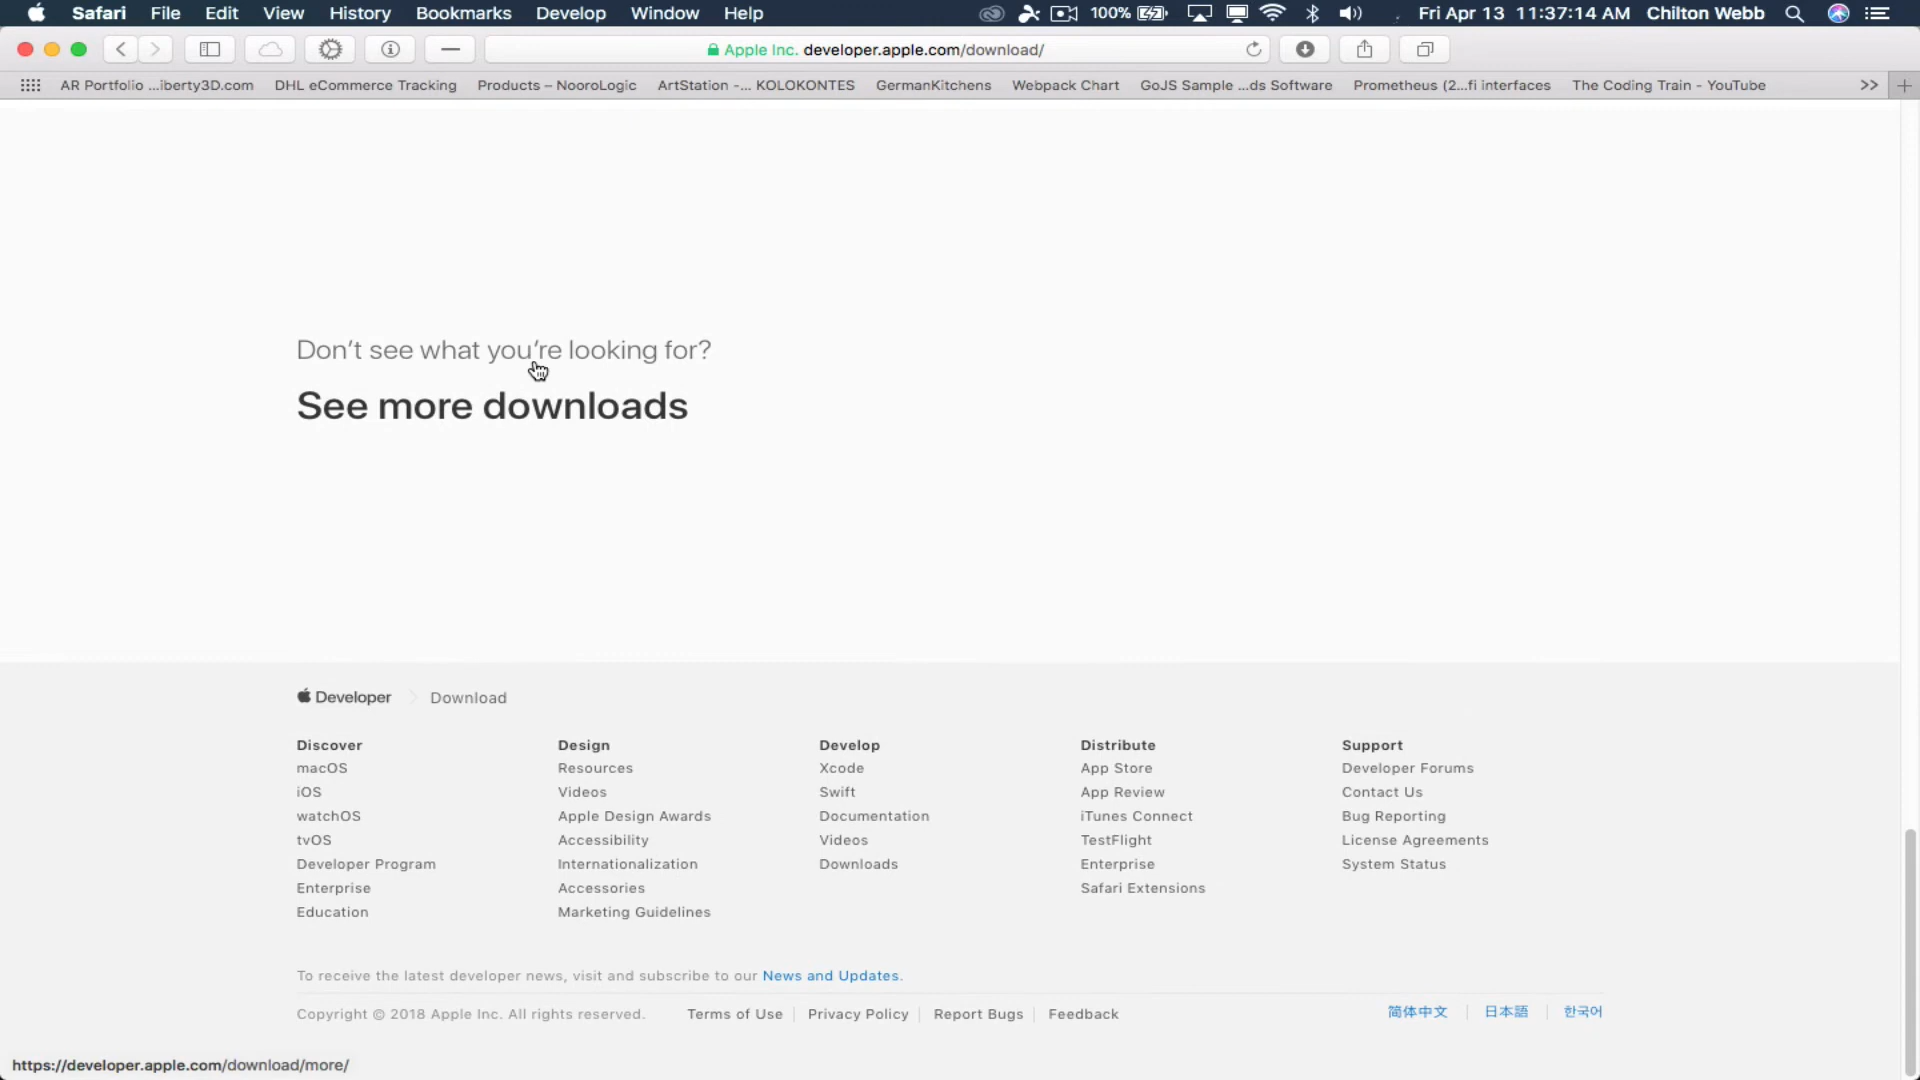 Safari File Edit View History Bookmarks Develop Window Help 100% Fri Apr 13 11:37:14 AM Chilton Webb
Apple Inc. developer.apple.com/download/
AR Portfolio ...iberty3D.com DHL eCommerce Tracking Products – NooroLogic ArtStation -... KOLOKONTES GermanKitchens Webpack Chart GoJS Sample ...ds Software Prometheus (2...fi interfaces The Coding Train - YouTube >> +
Don't see what you're looking for?
See more downloads
Developer Download
Discover Design Develop Distribute Support
macOS Resources Xcode App Store Developer Forums
iOS Videos Swift App Review Contact Us
watchOS Apple Design Awards Documentation iTunes Connect Bug Reporting
tvOS Accessibility Videos TestFlight License Agreements
Developer Program Internationalization Downloads Enterprise System Status
Enterprise Accessories Safari Extensions
Education Marketing Guidelines
To receive the latest developer news, visit and subscribe to our News and Updates.
Copyright © 2018 Apple Inc. All rights reserved. Terms of Use Privacy Policy Report Bugs Feedback 简体中文 日本語 한국어
https://developer.apple.com/download/more/